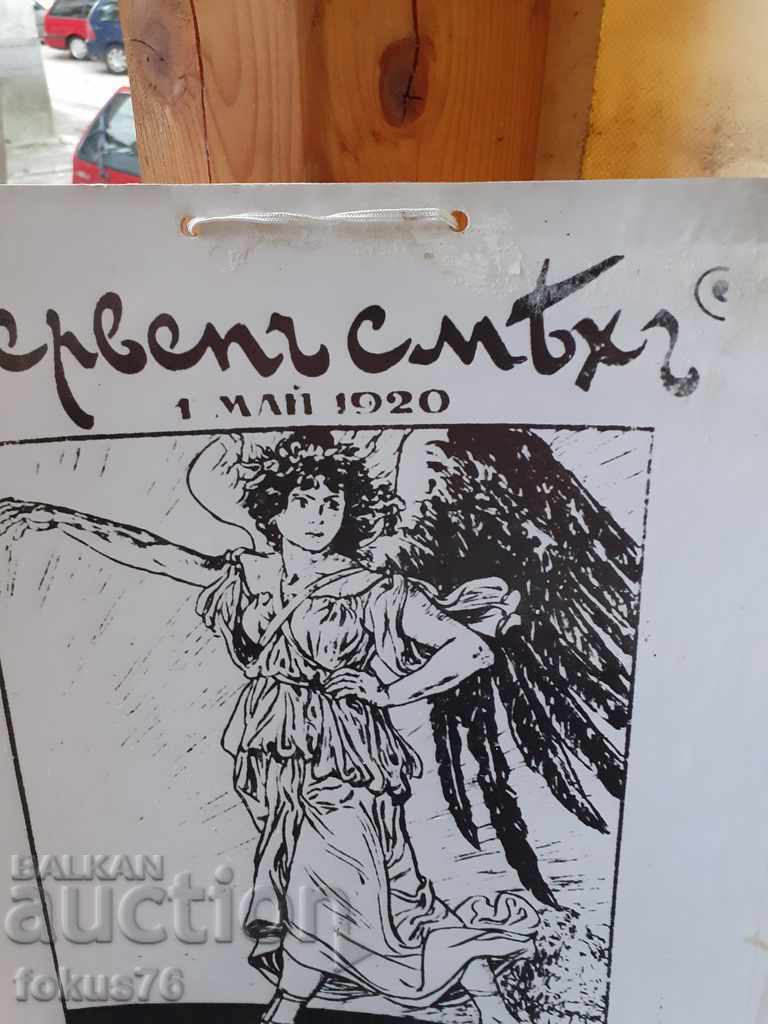 ервенъ смѣхъ
1 МАЙ 1920
BALKAN
auction
fokus76